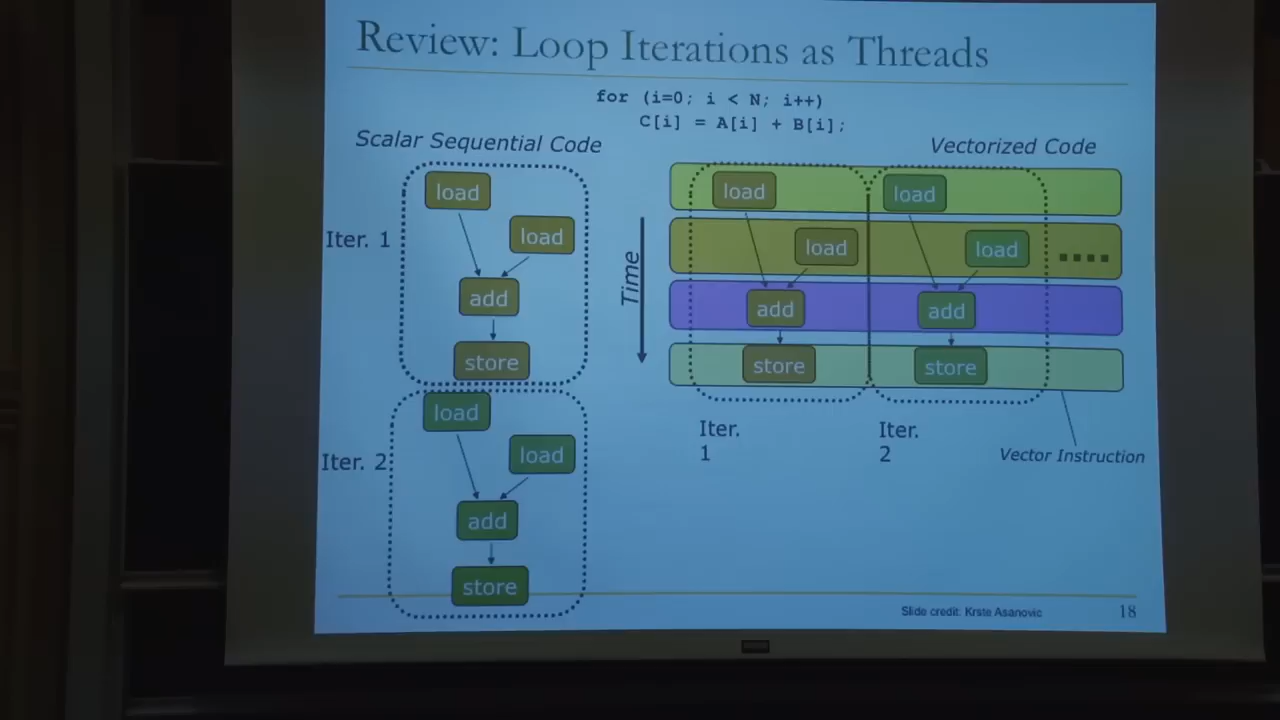 Review: Loop Iterations as Threads
for (i=0; i < N; i++)
C[i] = A[i] + B[i];
Scalar Sequential Code
Iter. 1
load
load
add
store
Iter. 2
load
load
add
store
Time
Vectorized Code
load
load
load
load
....
add
add
store
store
Iter.
1
Iter.
2
Vector Instruction
Slide credit: Krste Asanovic
18